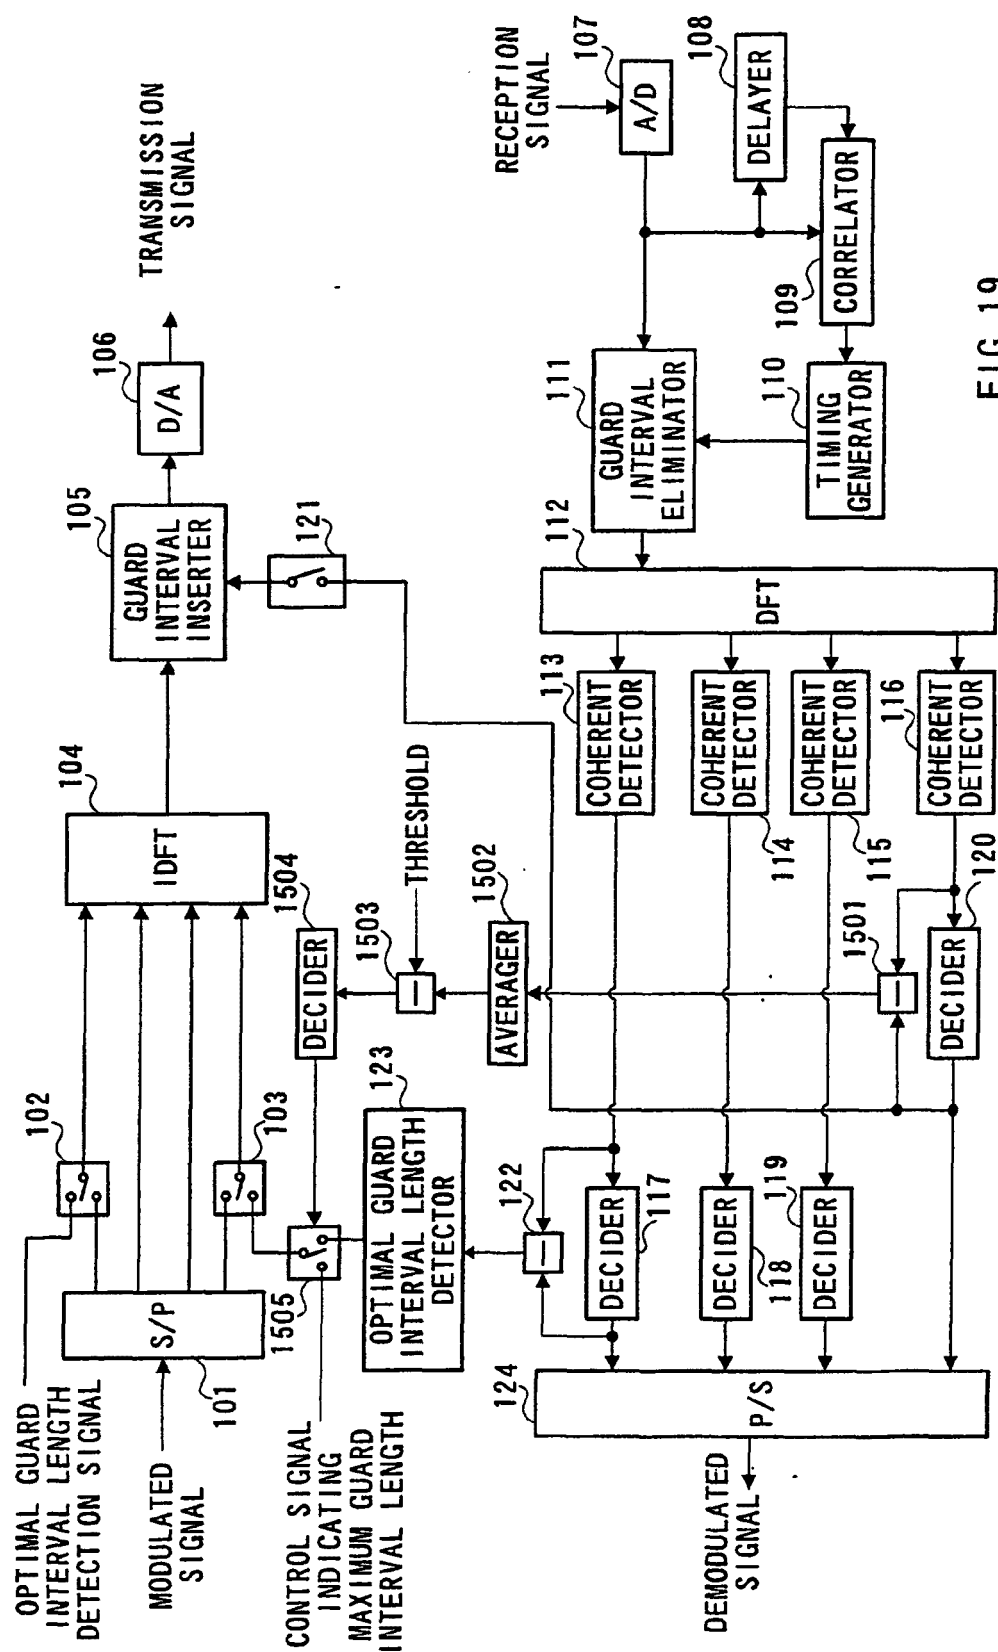 OPTIMAL GUARD
INTERVAL LENGTH
DETECTION SIGNAL
MODULATED
SIGNAL
S/P
101
102
103
IDFT
104
GUARD
INTERVAL
INSERTER
105
D/A
106
TRANSMISSION
SIGNAL
121
CONTROL SIGNAL
INDICATING
MAXIMUM GUARD
INTERVAL LENGTH
1505
DECIDER
1504
1503
THRESHOLD
AVERAGER
1502
OPTIMAL GUARD
INTERVAL LENGTH
DETECTOR
123
122
1501
RECEPTION
SIGNAL
A/D
107
DELAYER
108
CORRELATOR
109
TIMING
GENERATOR
110
GUARD
INTERVAL
ELIMINATOR
111
DFT
112
COHERENT
DETECTOR
113
COHERENT
DETECTOR
114
COHERENT
DETECTOR
115
COHERENT
DETECTOR
116
DECIDER
117
DECIDER
118
DECIDER
119
DECIDER
120
P/S
124
DEMODULATED
SIGNAL
FIG. 19